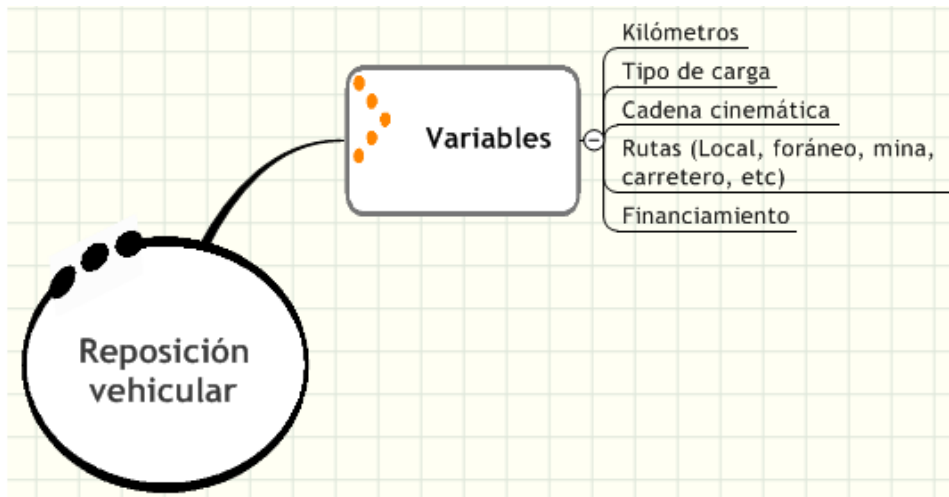 Kilómetros
Tipo de carga
Cadena cinemática
Variables
Rutas (Local, foráneo, mina,
carretero, etc)
Financiamiento
Reposición
vehicular